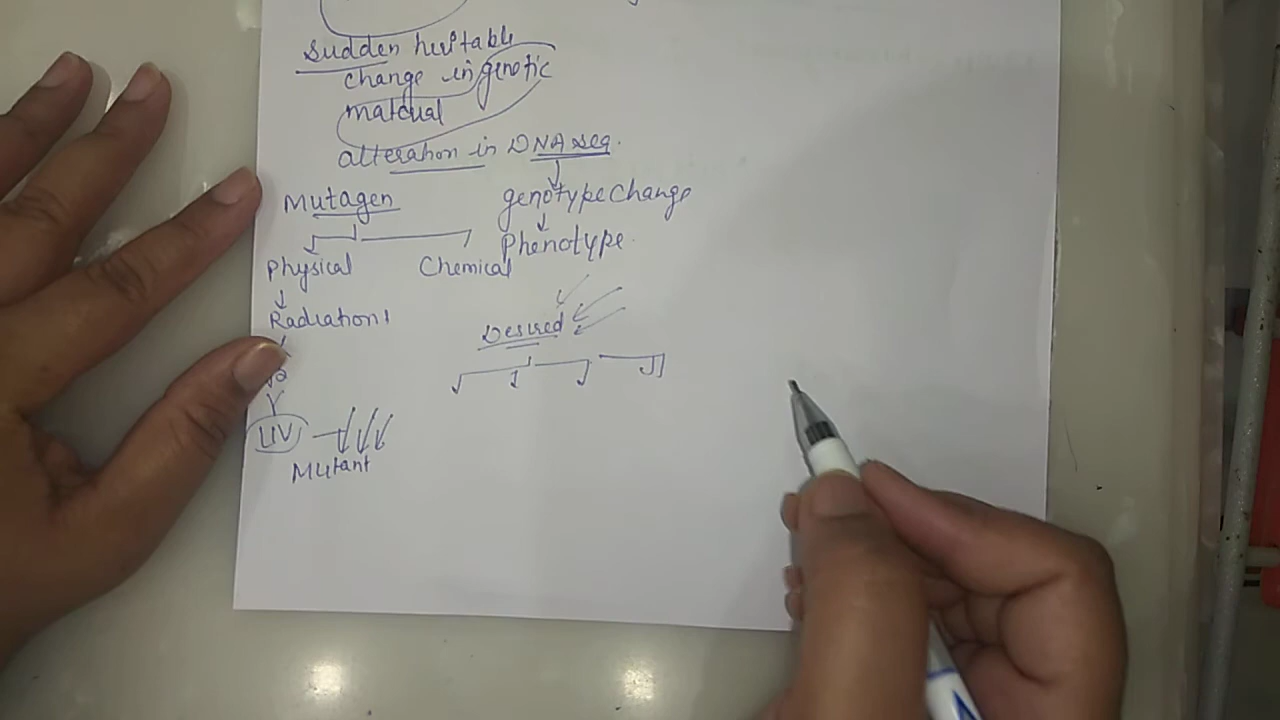 Sudden heritable
change in genetic
material
alteration in DNA seq.
Mutagen
genotype change
Phenotype.
Physical
Chemical
Radiation
Desired
UV
Mutant